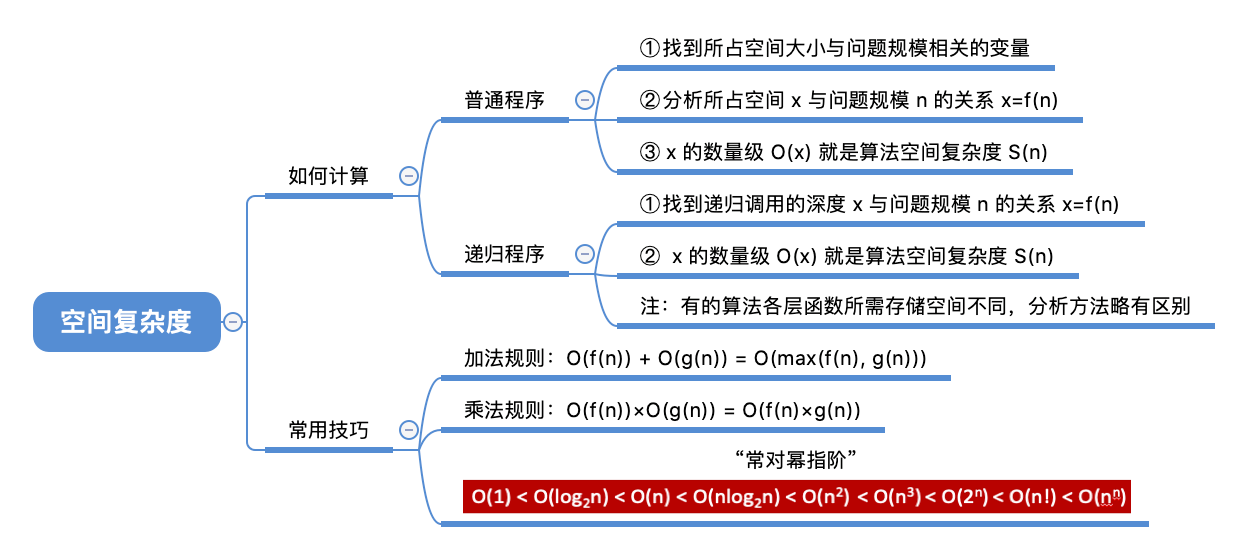 空间复杂度
如何计算
普通程序
①找到所占空间大小与问题规模相关的变量
②分析所占空间 x 与问题规模 n 的关系 x=f(n)
③ x 的数量级 O(x) 就是算法空间复杂度 S(n)
递归程序
①找到递归调用的深度 x 与问题规模 n 的关系 x=f(n)
② x 的数量级 O(x) 就是算法空间复杂度 S(n)
注：有的算法各层函数所需存储空间不同，分析方法略有区别
常用技巧
加法规则：O(f(n)) + O(g(n)) = O(max(f(n), g(n)))
乘法规则：O(f(n))×O(g(n)) = O(f(n)×g(n))
“常对幂指阶”
O(1) < O(log₂n) < O(n) < O(nlog₂n) < O(n²) < O(n³) < O(2ⁿ) < O(n!) < O(nⁿ)